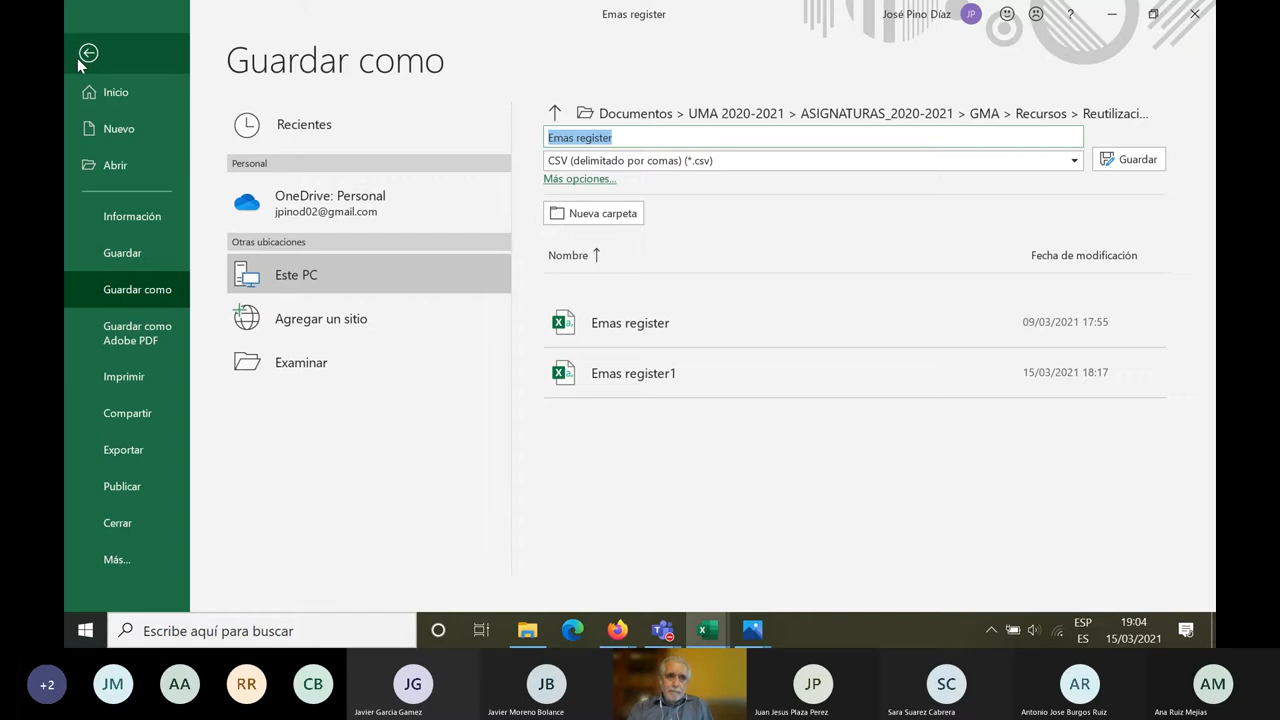 Emas register
José Pino Díaz
JP
?
Guardar como
Inicio
Nuevo
Abrir
Información
Guardar
Guardar como
Guardar como
Adobe PDF
Imprimir
Compartir
Exportar
Publicar
Cerrar
Más...
Recientes
Personal
OneDrive: Personal
jpinod02@gmail.com
Otras ubicaciones
Este PC
Agregar un sitio
Examinar
Documentos > UMA 2020-2021 > ASIGNATURAS_2020-2021 > GMA > Recursos > Reutilizaci...
Emas register
CSV (delimitado por comas) (*.csv)
Guardar
Más opciones...
Nueva carpeta
Nombre
Fecha de modificación
Emas register
09/03/2021 17:55
Emas register1
15/03/2021 18:17
Escribe aquí para buscar
ESP
ES
19:04
15/03/2021
+2
JM
AA
RR
CB
JG
Javier Garcia Gamez
JB
Javier Moreno Bolance
JP
Juan Jesus Plaza Perez
SC
Sara Suarez Cabrera
AR
Antonio Jose Burgos Ruiz
AM
Ana Ruiz Mejias